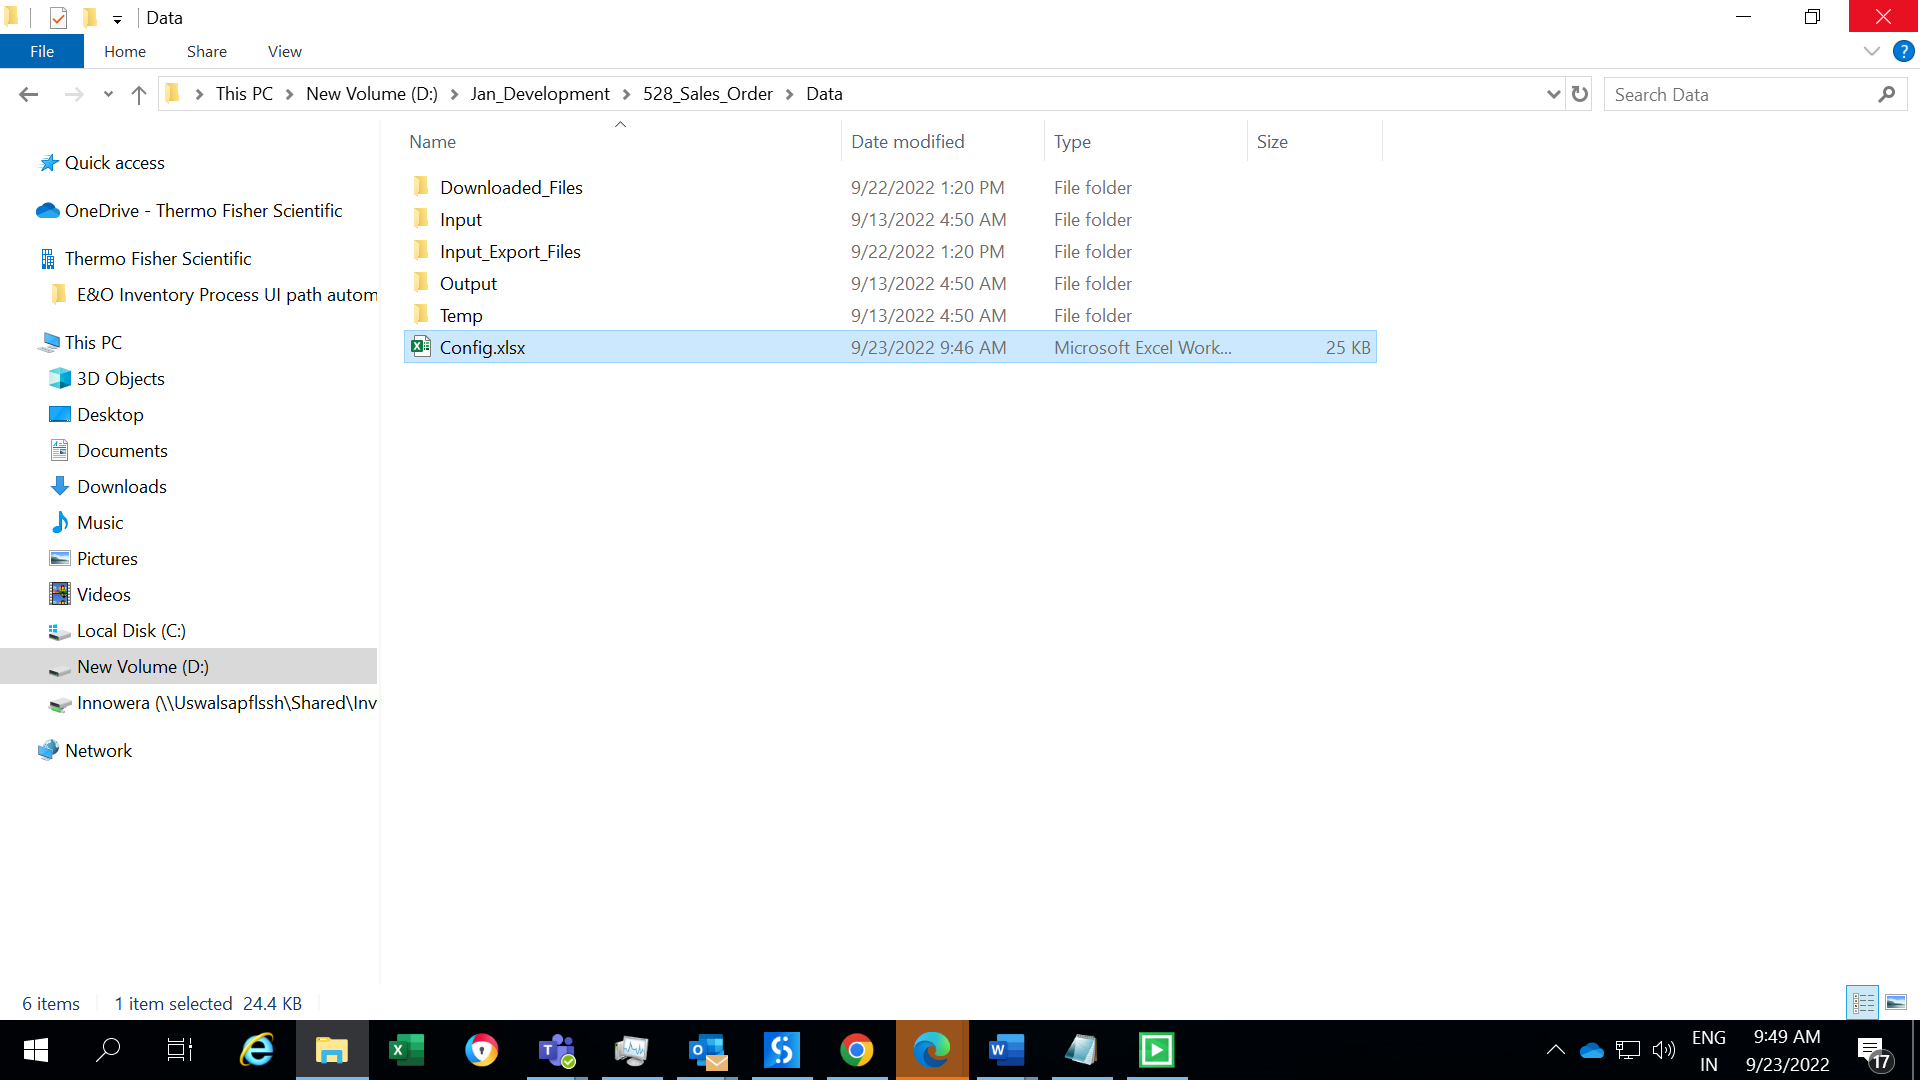 Data
File Home Share View
This PC New Volume (D:) Jan_Development 528_Sales_Order Data Search Data
Name Date modified Type Size
Quick access
OneDrive - Thermo Fisher Scientific
Thermo Fisher Scientific
E&O Inventory Process UI path autom
This PC
3D Objects
Desktop
Documents
Downloads
Music
Pictures
Videos
Local Disk (C:)
New Volume (D:)
Innowera (\\Uswalsapflssh\Shared\Inv
Network
Downloaded_Files 9/22/2022 1:20 PM File folder
Input 9/13/2022 4:50 AM File folder
Input_Export_Files 9/22/2022 1:20 PM File folder
Output 9/13/2022 4:50 AM File folder
Temp 9/13/2022 4:50 AM File folder
Config.xlsx 9/23/2022 9:46 AM Microsoft Excel Work... 25 KB
6 items 1 item selected 24.4 KB
ENG 9:49 AM
IN 9/23/2022 17